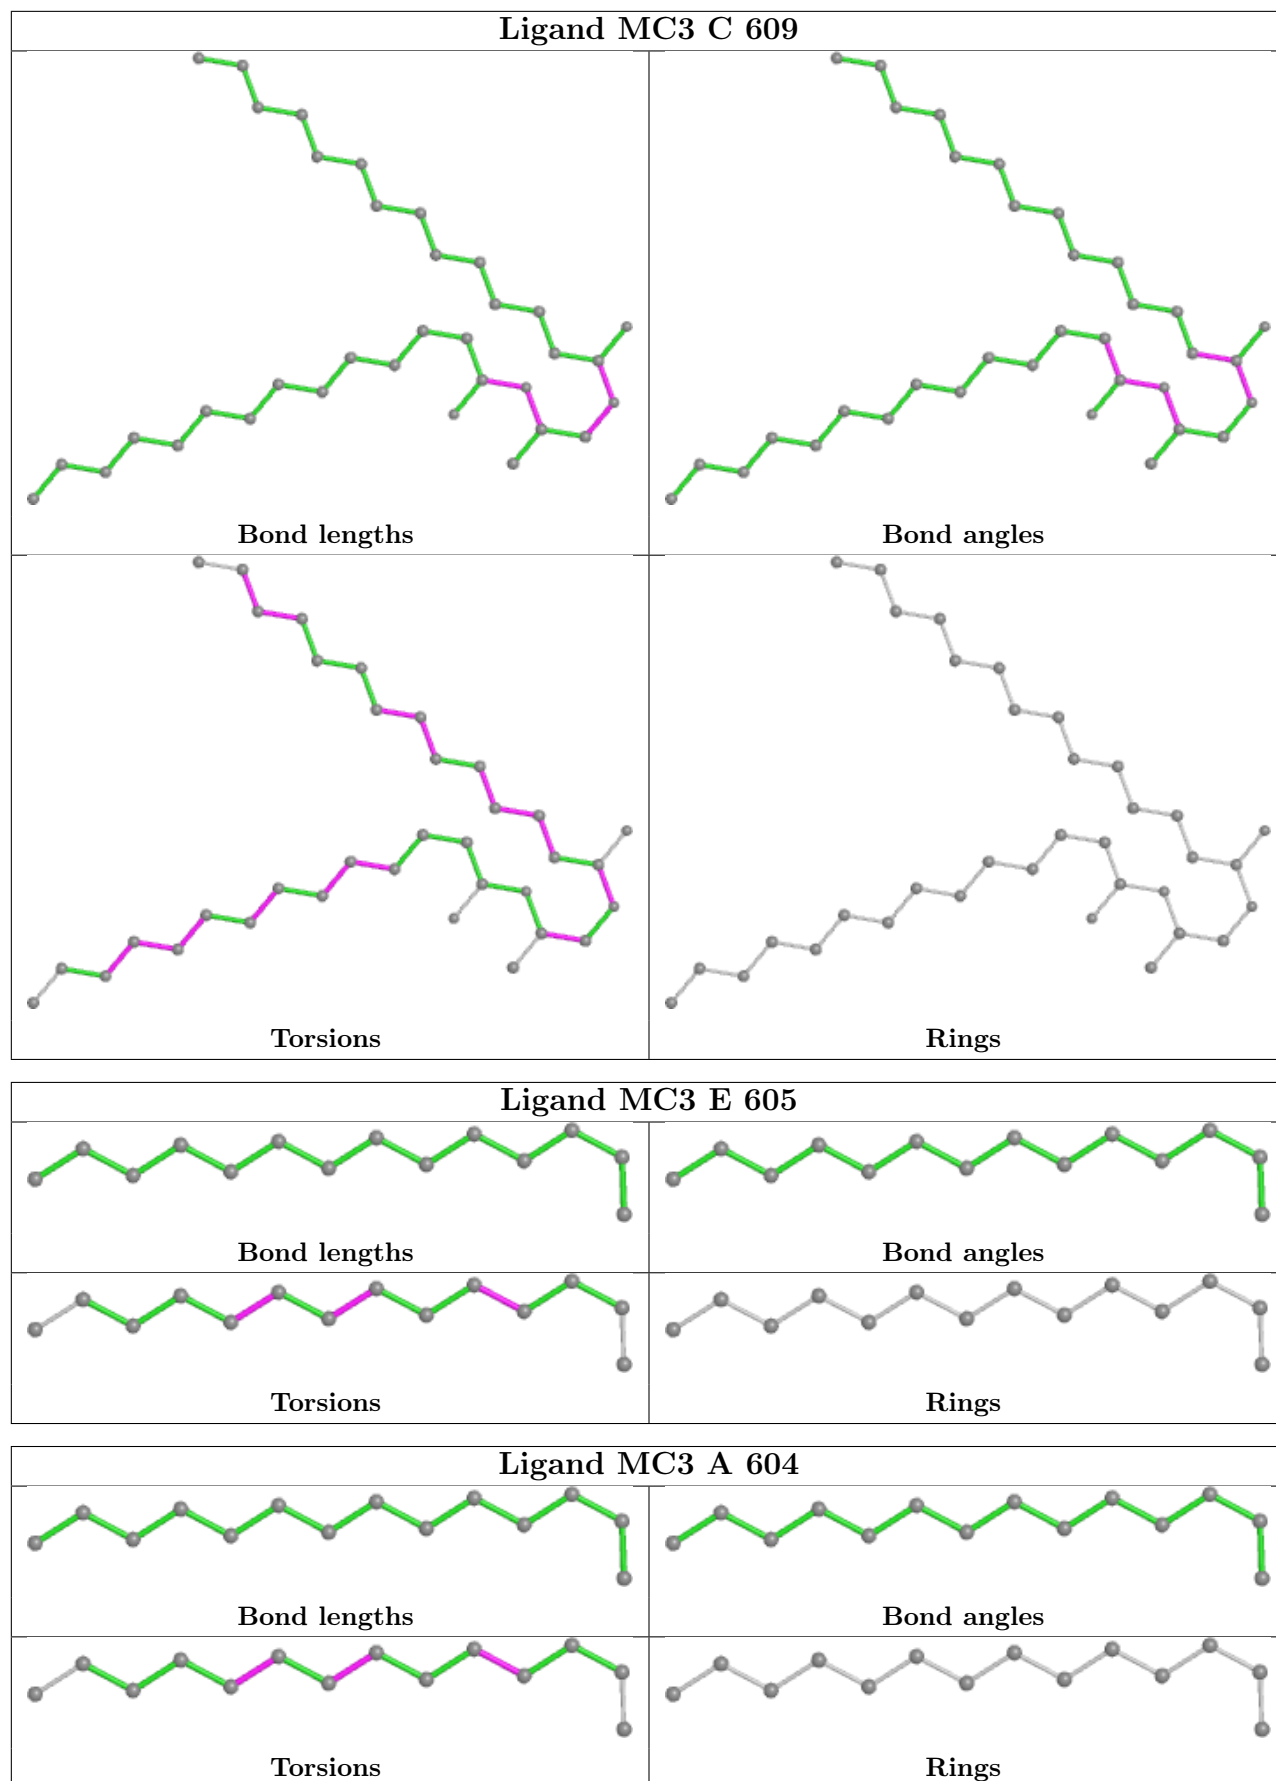 Ligand MC3 C 609
Bond lengths
Bond angles
Torsions
Rings
Ligand MC3 E 605
Bond lengths
Bond angles
Torsions
Rings
Ligand MC3 A 604
Bond lengths
Bond angles
Torsions
Rings